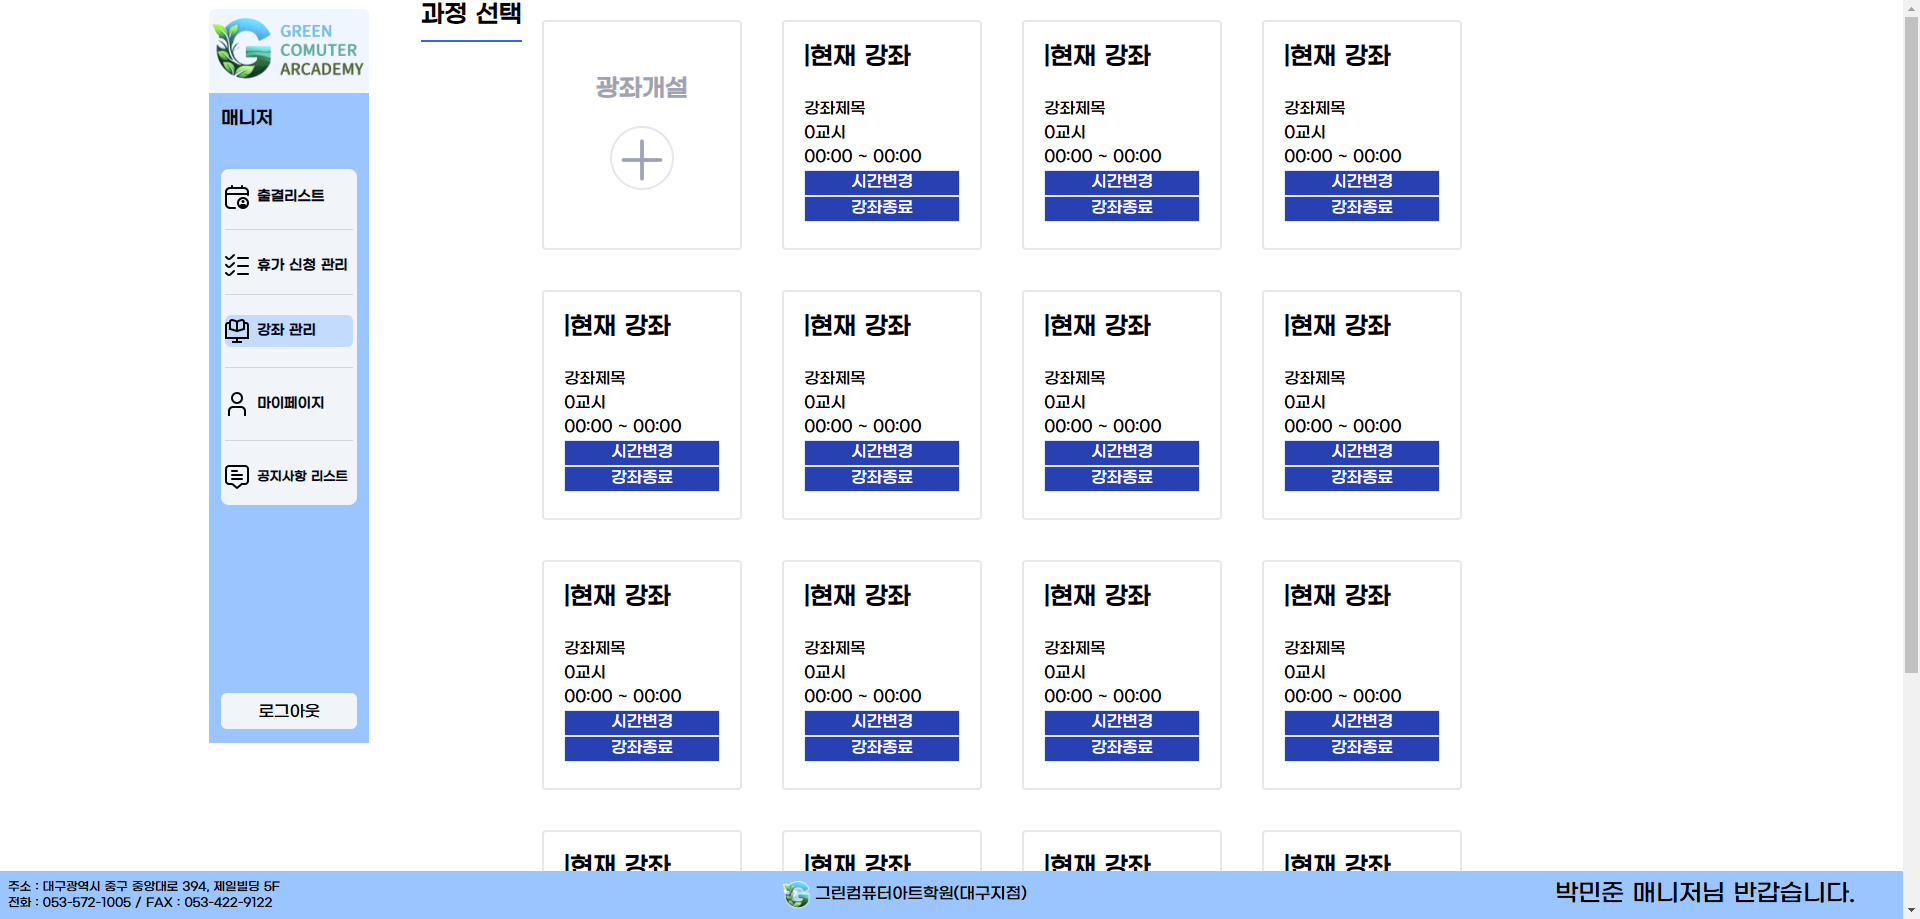 GREEN
COMUTER
ARCADEMY
매니저
출결리스트
휴가 신청 관리
강좌 관리
마이페이지
공지사항 리스트
로그아웃
과정 선택
광좌개설
|현재 강좌
강좌제목
0교시
00:00 ~ 00:00
시간변경
강좌종료
|현재 강좌
강좌제목
0교시
00:00 ~ 00:00
시간변경
강좌종료
|현재 강좌
강좌제목
0교시
00:00 ~ 00:00
시간변경
강좌종료
|현재 강좌
강좌제목
0교시
00:00 ~ 00:00
시간변경
강좌종료
|현재 강좌
강좌제목
0교시
00:00 ~ 00:00
시간변경
강좌종료
|현재 강좌
강좌제목
0교시
00:00 ~ 00:00
시간변경
강좌종료
|현재 강좌
강좌제목
0교시
00:00 ~ 00:00
시간변경
강좌종료
|현재 강좌
강좌제목
0교시
00:00 ~ 00:00
시간변경
강좌종료
|현재 강좌
강좌제목
0교시
00:00 ~ 00:00
시간변경
강좌종료
|현재 강좌
강좌제목
0교시
00:00 ~ 00:00
시간변경
강좌종료
|현재 강좌
강좌제목
0교시
00:00 ~ 00:00
시간변경
강좌종료
|현재 강좌
|현재 강좌
|현재 강좌
|현재 강좌
주소 : 대구광역시 중구 중앙대로 394, 제일빌딩 5F
전화 : 053-572-1005 / FAX : 053-422-9122
그린컴퓨터아트학원(대구지점)
박민준 매니저님 반갑습니다.